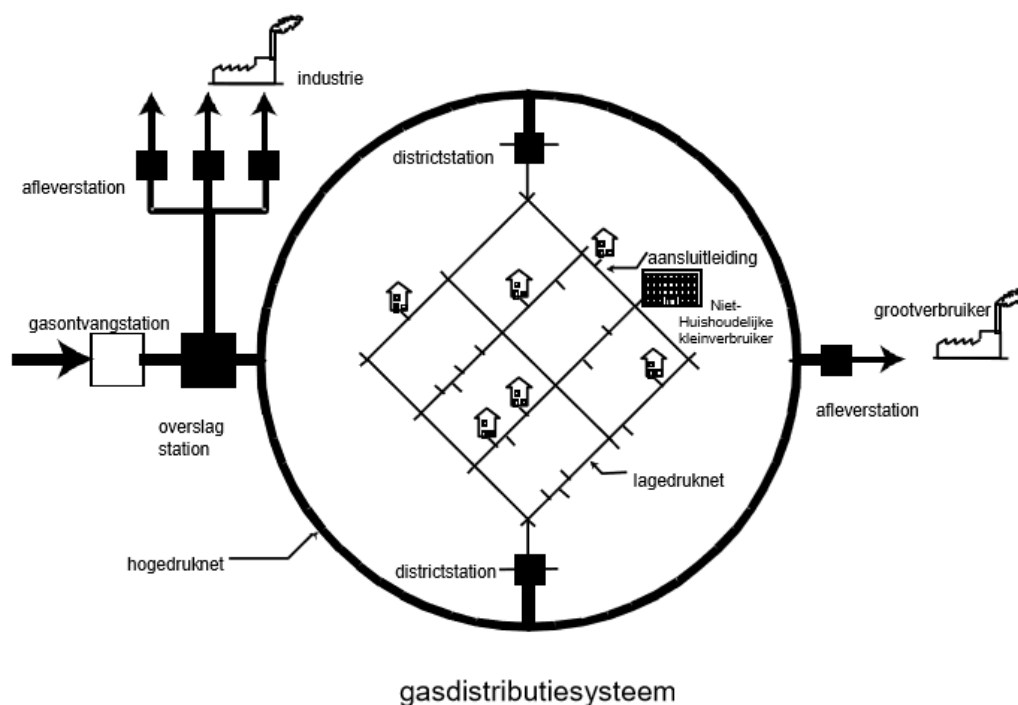 industrie
districtstation
afleverstation
aansluitleiding
gasontvangstation
Niet-
Huishoudelijke
kleinverbruiker
grootverbruiker
overslag
station
afleverstation
lagedruknet
hogedruknet
districtstation
gasdistributiesysteem